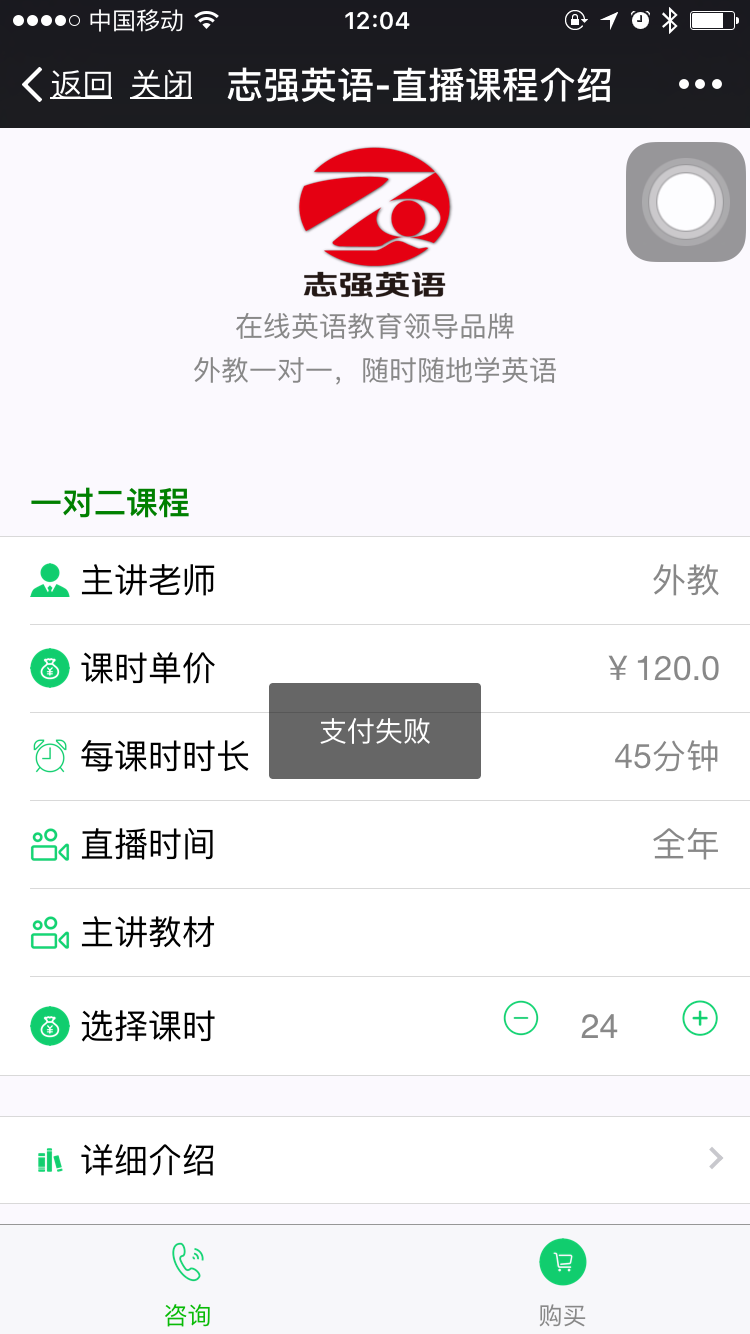 中国移动 12:04
返回 关闭 志强英语-直播课程介绍
志强英语
在线英语教育领导品牌
外教一对一，随时随地学英语
一对二课程
主讲老师 外教
课时单价 ¥120.0
支付失败
每课时时长 45分钟
直播时间 全年
主讲教材
选择课时 24
详细介绍
咨询 购买